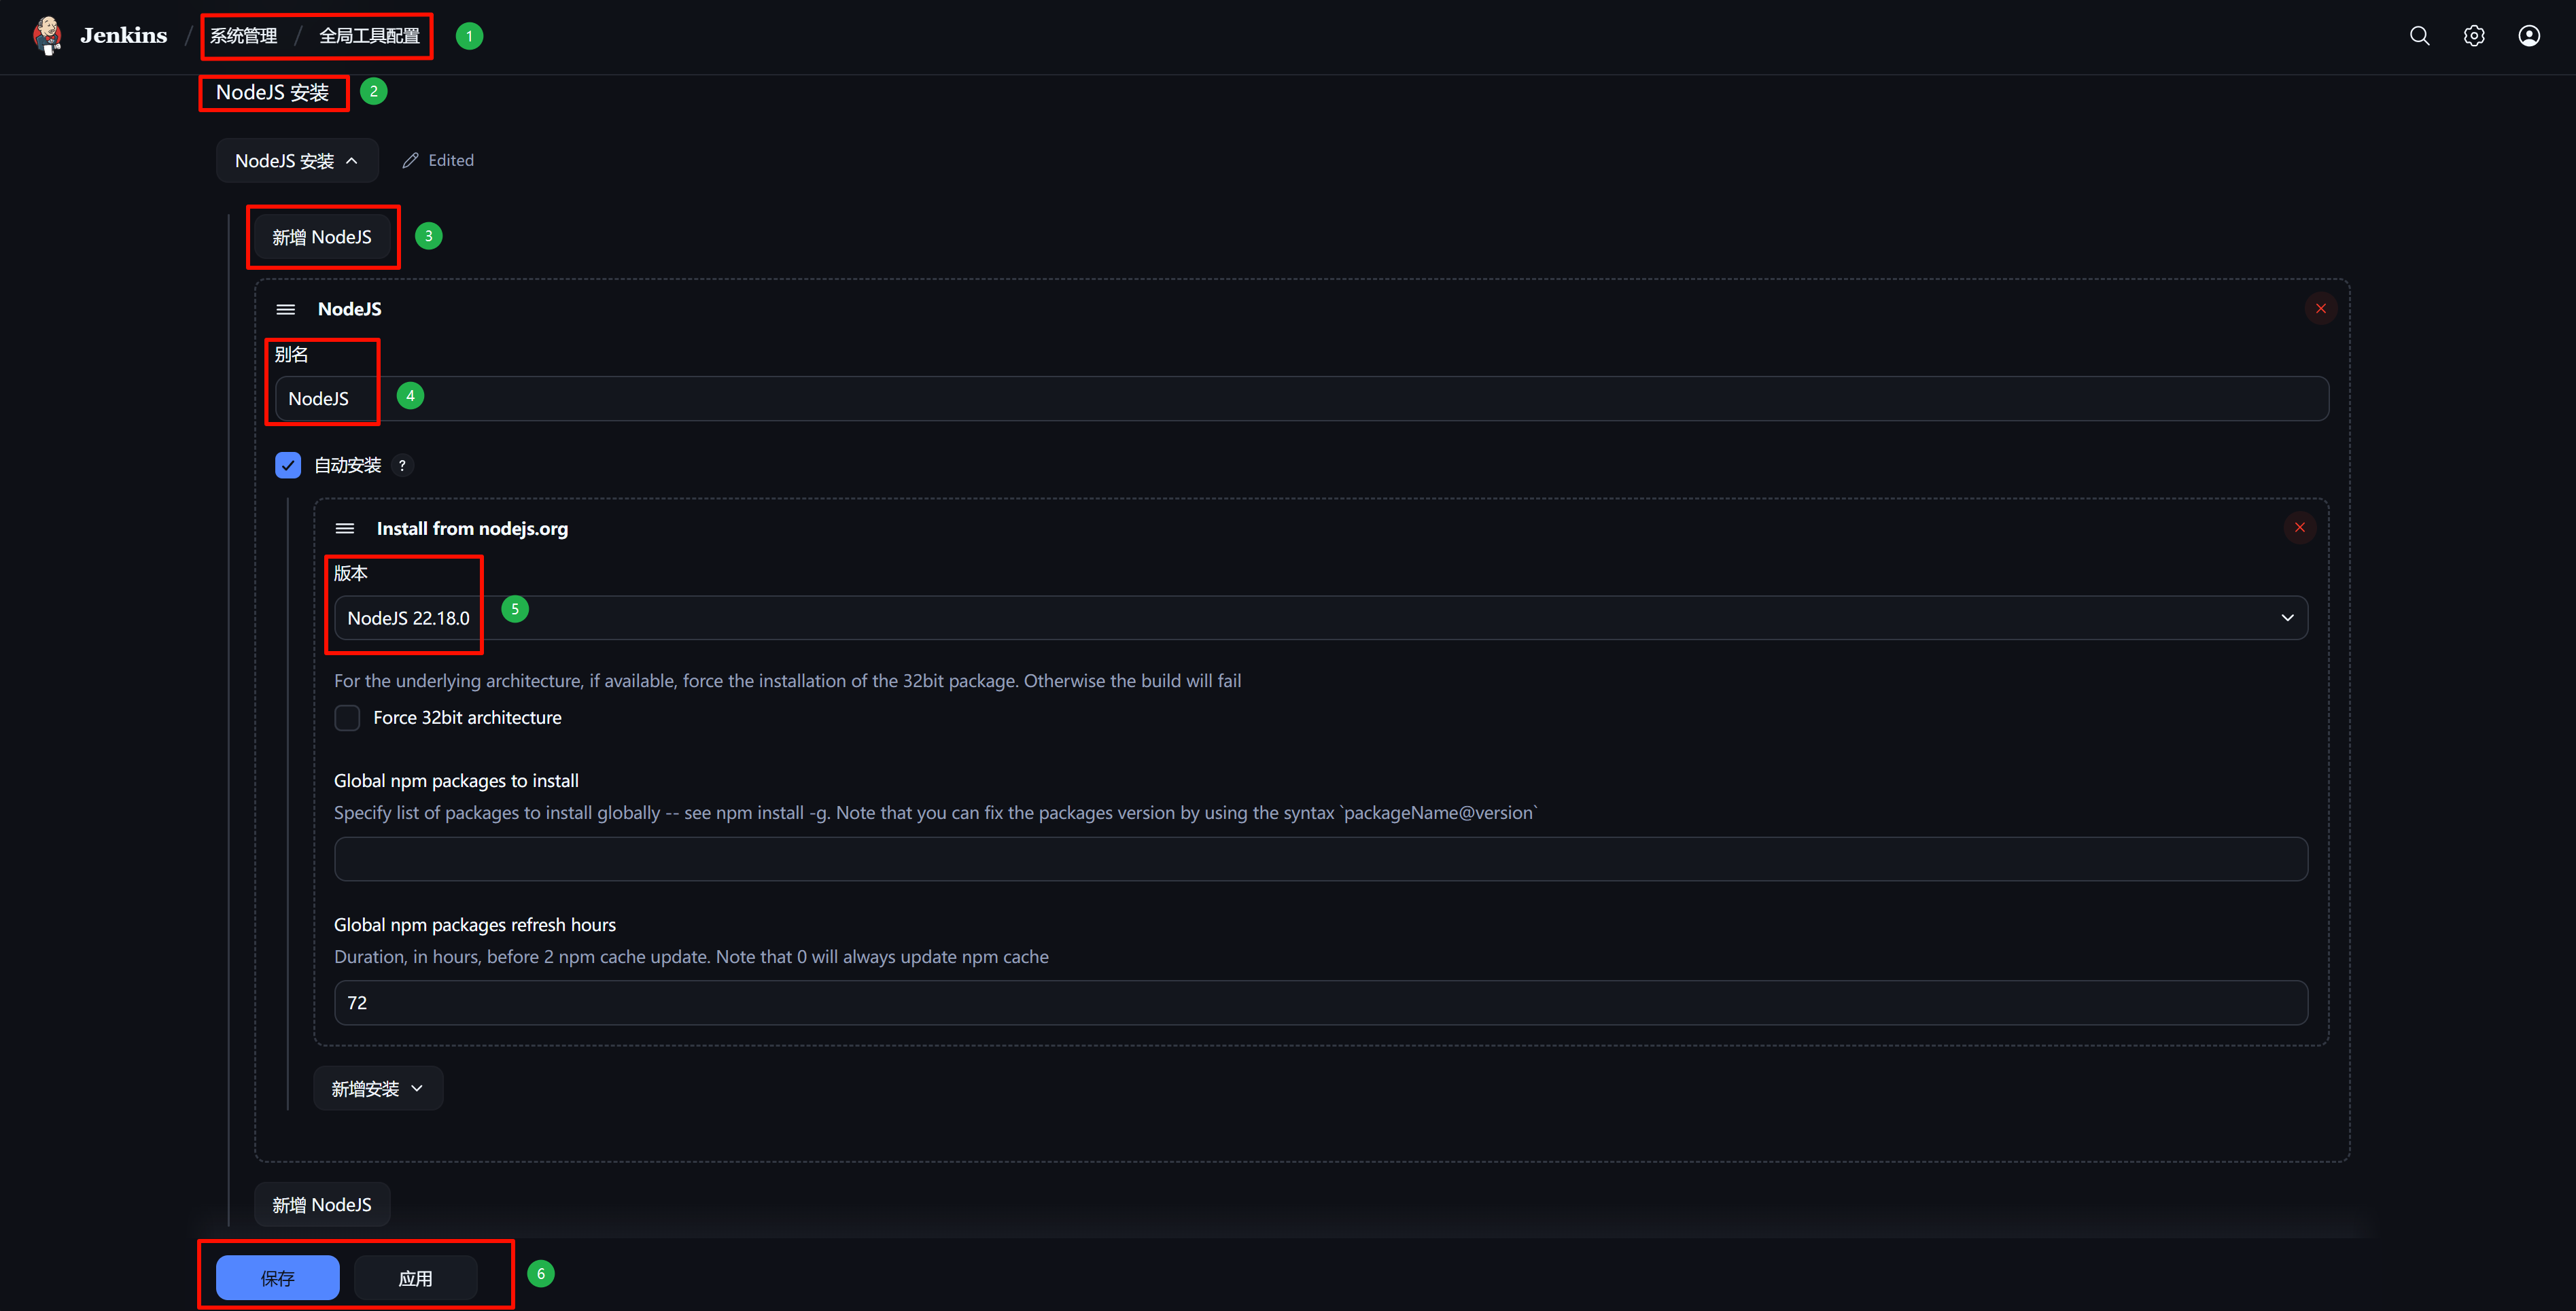 Jenkins / 系统管理 / 全局工具配置 1
NodeJS 安装 2
NodeJS 安装 Edited
新增 NodeJS 3
NodeJS
别名
NodeJS 4
自动安装 ?
Install from nodejs.org
版本
NodeJS 22.18.0 5
For the underlying architecture, if available, force the installation of the 32bit package. Otherwise the build will fail
Force 32bit architecture
Global npm packages to install
Specify list of packages to install globally -- see npm install -g. Note that you can fix the packages version by using the syntax `packageName@version`
Global npm packages refresh hours
Duration, in hours, before 2 npm cache update. Note that 0 will always update npm cache
72
新增安装
新增 NodeJS
保存 应用 6